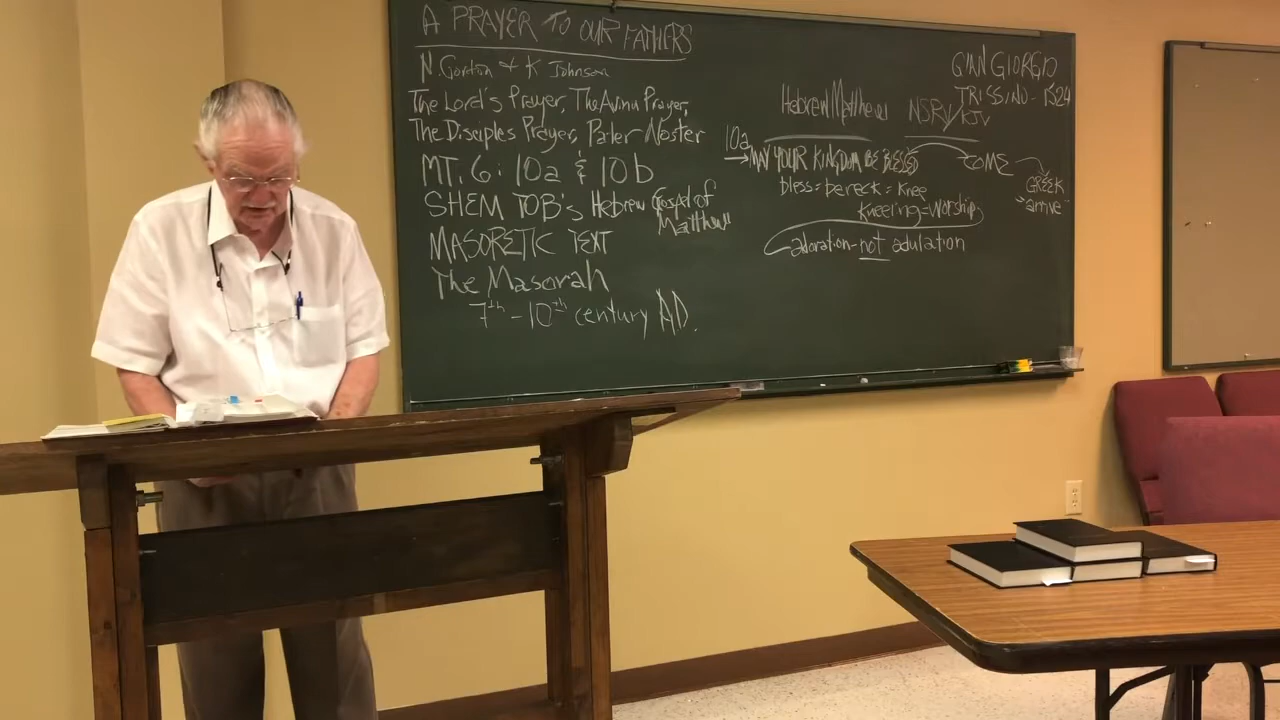 A PRAYER TO OUR FATHERS
N. Gordon & K Johnson
The Lord's Prayer, The Avinu Prayer,
The Disciples Prayer, Pater Noster
MT. 6: 10a & 10b
SHEM TOB's Hebrew Gospel of
Matthew"
MASORETIC TEXT
The Masorah
7th - 10th century AD.
GINN GIORGIO
TRISSINO - 1524
Hebrew Matthew NSRV/KJV
10a
MAY YOUR KINGDOM BE BLESSED COME
GREEK
"arrive"
bless = bereck = knee
kneering = worship
adoration - not adulation